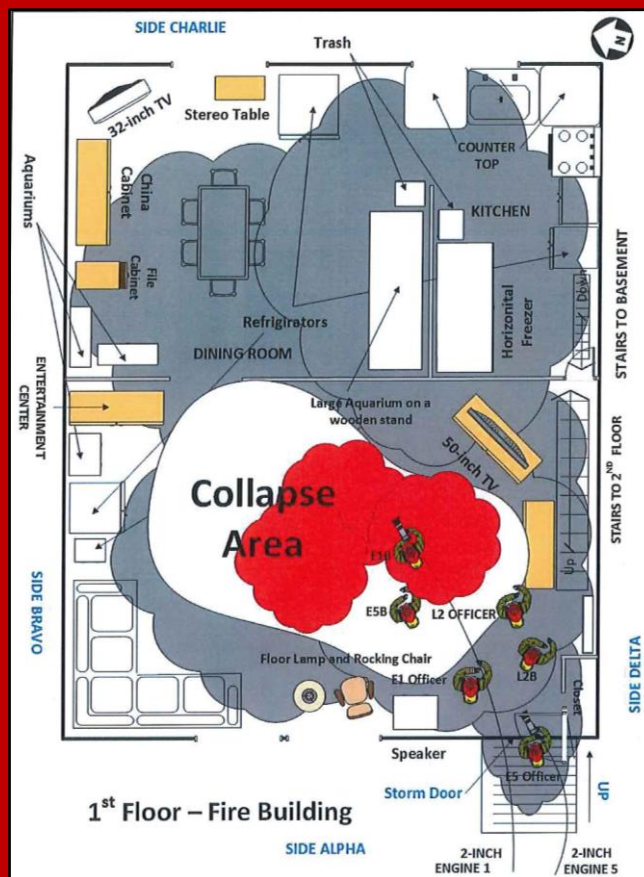 SIDE CHARLIE
N
Trash
32-inch TV
Stereo Table
COUNTER
TOP
Aquariums
China
Cabinet
KITCHEN
File
Cabinet
Down
STAIRS TO BASEMENT
Refrigirators
Horizonital
Freezer
DINING ROOM
ENTERTAINMENT
CENTER
Large Aquarium on a
wooden stand
50-inch TV
STAIRS TO 2ND FLOOR
Collapse
Area
Up
E1B
E5B
L2 OFFICER
SIDE BRAVO
SIDE DELTA
Floor Lamp and Rocking Chair
E1 Officer
L2B
Closet
Speaker
E5 Officer
Storm Door
UP
1st Floor – Fire Building
SIDE ALPHA
2-INCH
ENGINE 1
2-INCH
ENGINE 5